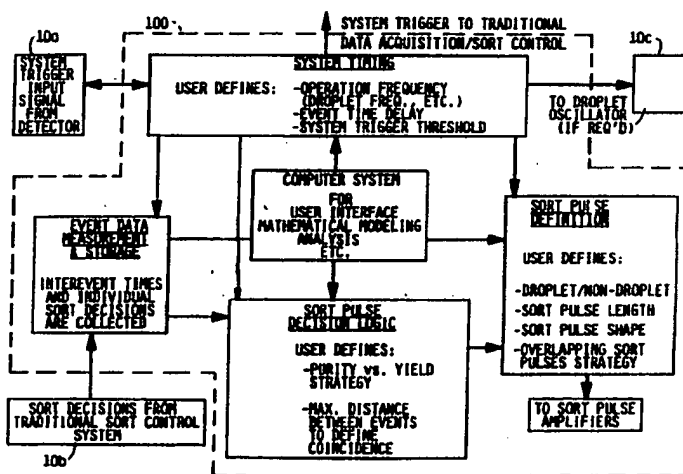 10a
100
SYSTEM TRIGGER TO TRADITIONAL
DATA ACQUISITION/SORT CONTROL
10c
SYSTEM
TRIGGER
INPUT
SIGNAL
FROM
DETECTOR
SYSTEM TIMING
USER DEFINES: -OPERATION FREQUENCY
(DROPLET FREQ., ETC.)
-EVENT TIME DELAY
-SYSTEM TRIGGER THRESHOLD
TO DROPLET
OSCILLATOR
(IF REQ'D)
COMPUTER SYSTEM
FOR
USER INTERFACE
MATHEMATICAL MODELING
ANALYSIS
ETC.
EVENT DATA
MEASUREMENT
& STORAGE
INTEREVENT TIMES
AND INDIVIDUAL
SORT DECISIONS
ARE COLLECTED
SORT PULSE
DEFINITION
USER DEFINES:
-DROPLET/NON-DROPLET
-SORT PULSE LENGTH
-SORT PULSE SHAPE
-OVERLAPPING SORT
PULSES STRATEGY
SORT PULSE
DECISION LOGIC
USER DEFINES:
-PURITY vs. YIELD
STRATEGY
-MAX. DISTANCE
BETWEEN EVENTS
TO DEFINE
COINCIDENCE
SORT DECISIONS FROM
TRADITIONAL SORT CONTROL
SYSTEM
10b
TO SORT PULSE
AMPLIFIERS